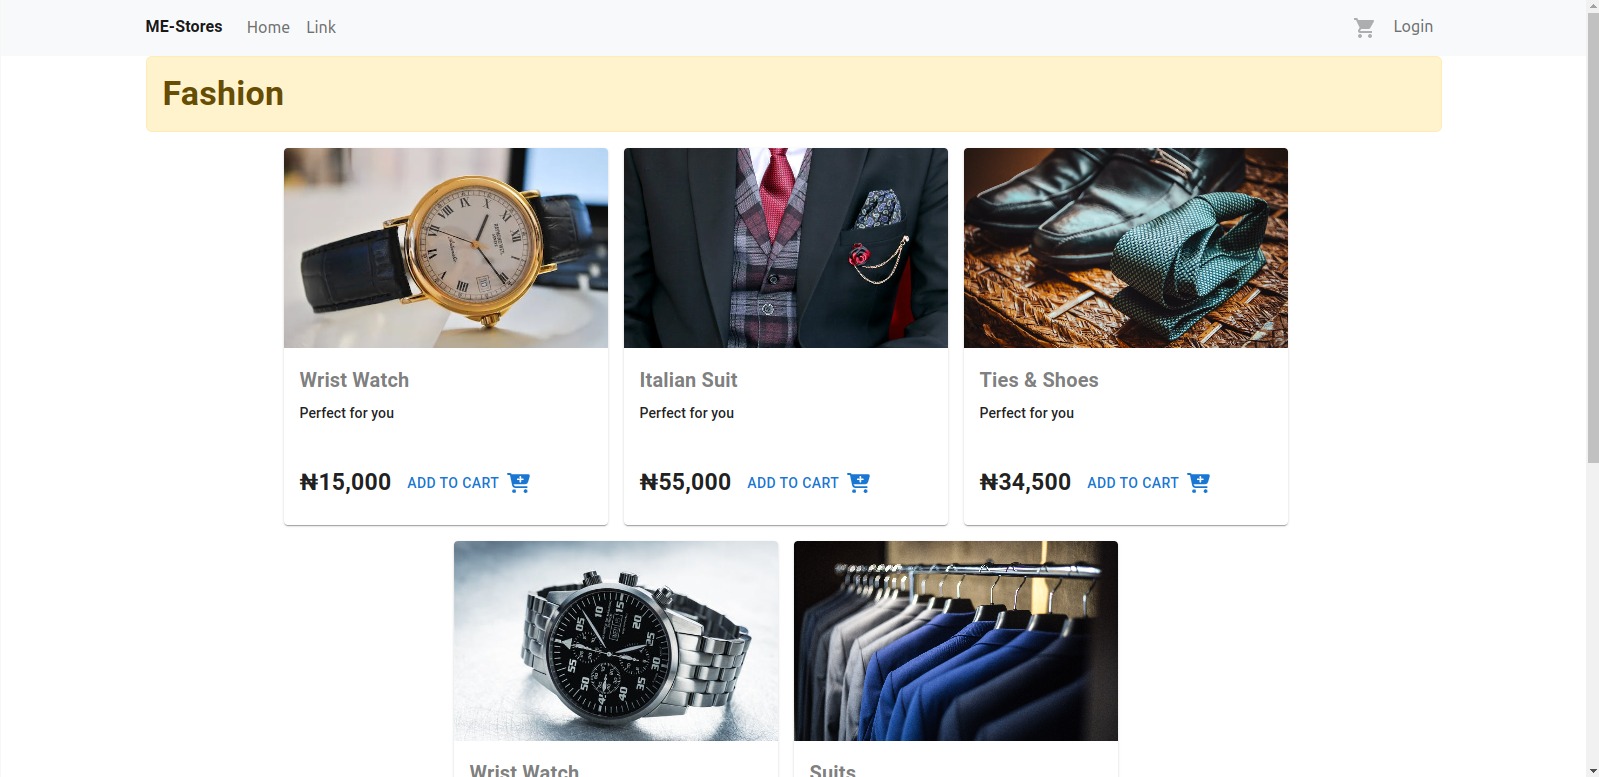 ME-Stores Home Link Login
Fashion
Wrist Watch
Perfect for you
₦15,000 ADD TO CART
Italian Suit
Perfect for you
₦55,000 ADD TO CART
Ties & Shoes
Perfect for you
₦34,500 ADD TO CART
Wrist Watch
Suits